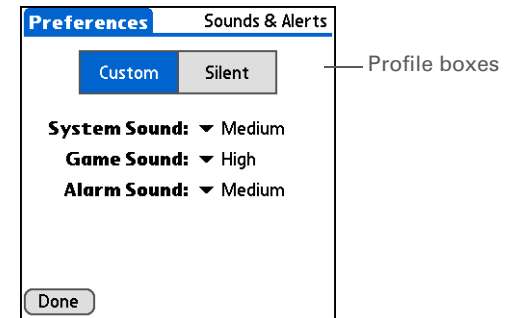 Preferences Sounds & Alerts
Custom Silent
Profile boxes
System Sound: Medium
Game Sound: High
Alarm Sound: Medium
Done